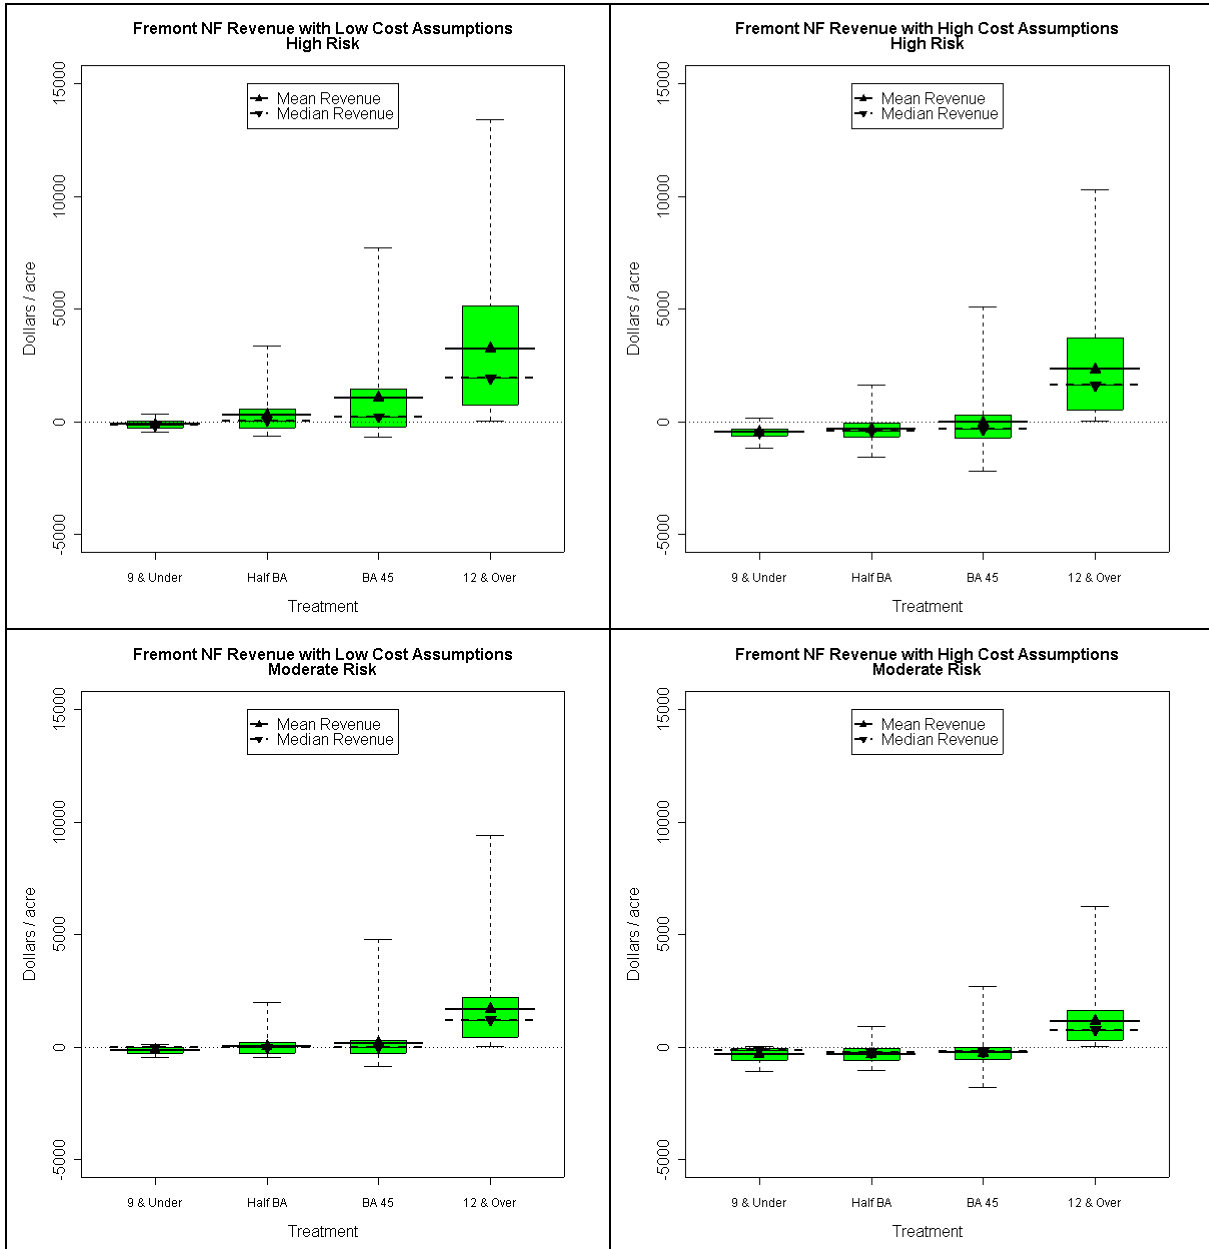 Fremont NF Revenue with Low Cost Assumptions
High Risk
15000
10000
5000
0
-5000
Dollars / acre
Mean Revenue
Median Revenue
9 & Under
Half BA
BA 45
12 & Over
Treatment
Fremont NF Revenue with High Cost Assumptions
High Risk
15000
10000
5000
0
-5000
Dollars / acre
Mean Revenue
Median Revenue
9 & Under
Half BA
BA 45
12 & Over
Treatment
Fremont NF Revenue with Low Cost Assumptions
Moderate Risk
15000
10000
5000
0
-5000
Dollars / acre
Mean Revenue
Median Revenue
9 & Under
Half BA
BA 45
12 & Over
Treatment
Fremont NF Revenue with High Cost Assumptions
Moderate Risk
15000
10000
5000
0
-5000
Dollars / acre
Mean Revenue
Median Revenue
9 & Under
Half BA
BA 45
12 & Over
Treatment